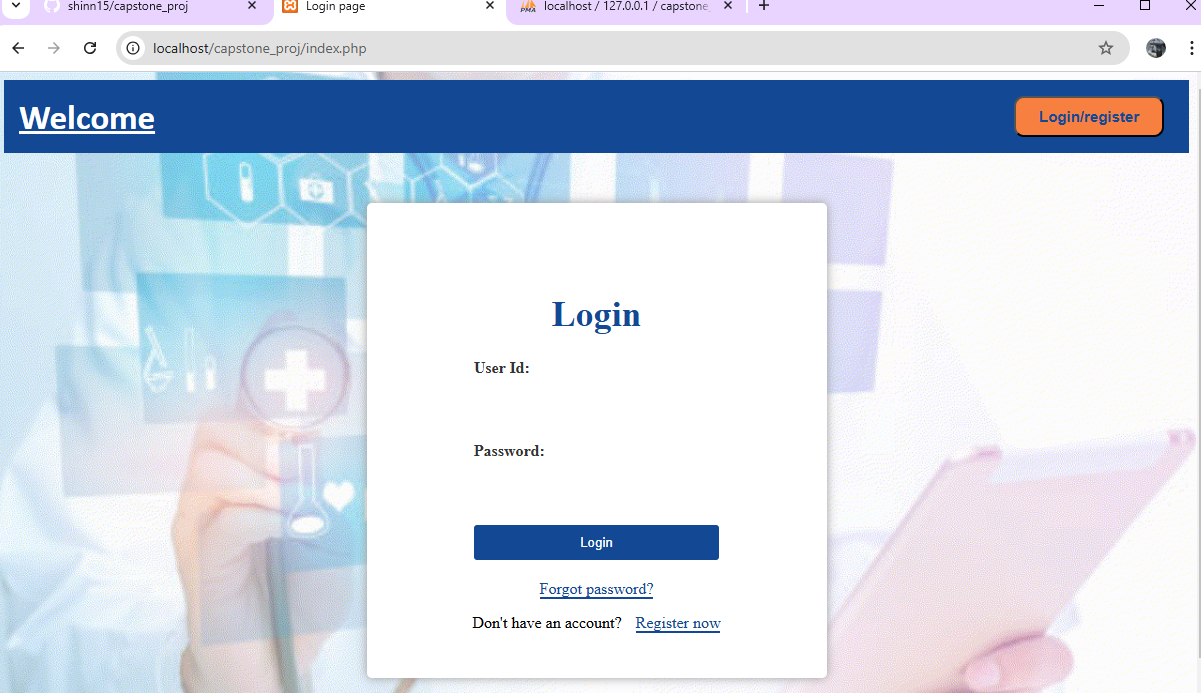 shinn15/capstone_proj
Login page
localhost / 127.0.0.1 / capstone_
localhost/capstone_proj/index.php
Welcome
Login/register
Login
User Id:
Password:
Login
Forgot password?
Don't have an account? Register now